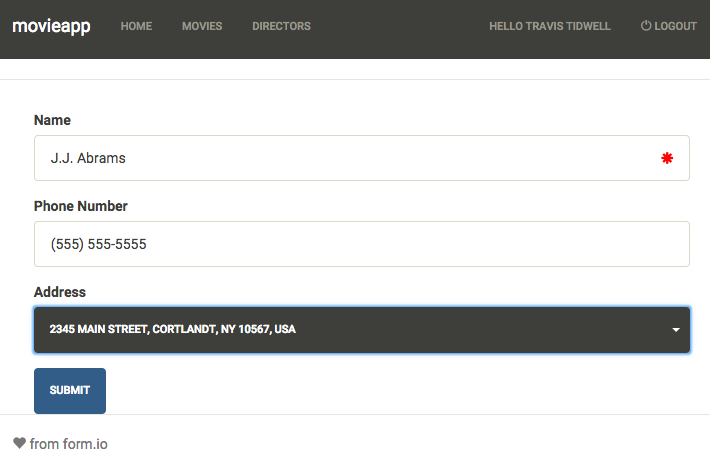 movieapp HOME MOVIES DIRECTORS HELLO TRAVIS TIDWELL LOGOUT
Name
J.J. Abrams
Phone Number
(555) 555-5555
Address
2345 MAIN STREET, CORTLANDT, NY 10567, USA
SUBMIT
from form.io